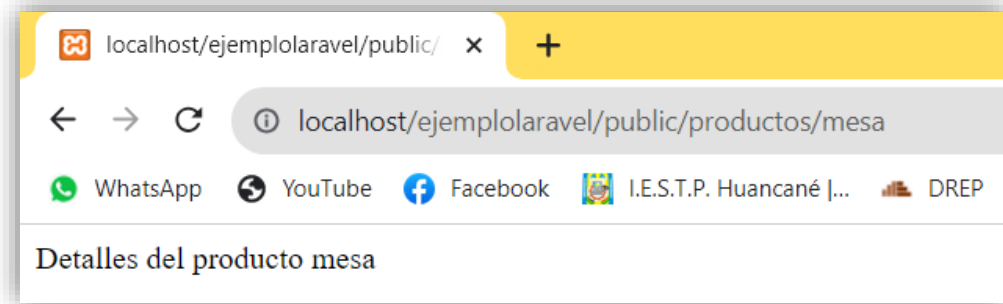 localhost/ejemplolaravel/public/
localhost/ejemplolaravel/public/productos/mesa
WhatsApp YouTube Facebook I.E.S.T.P. Huancané |... DREP
Detalles del producto mesa